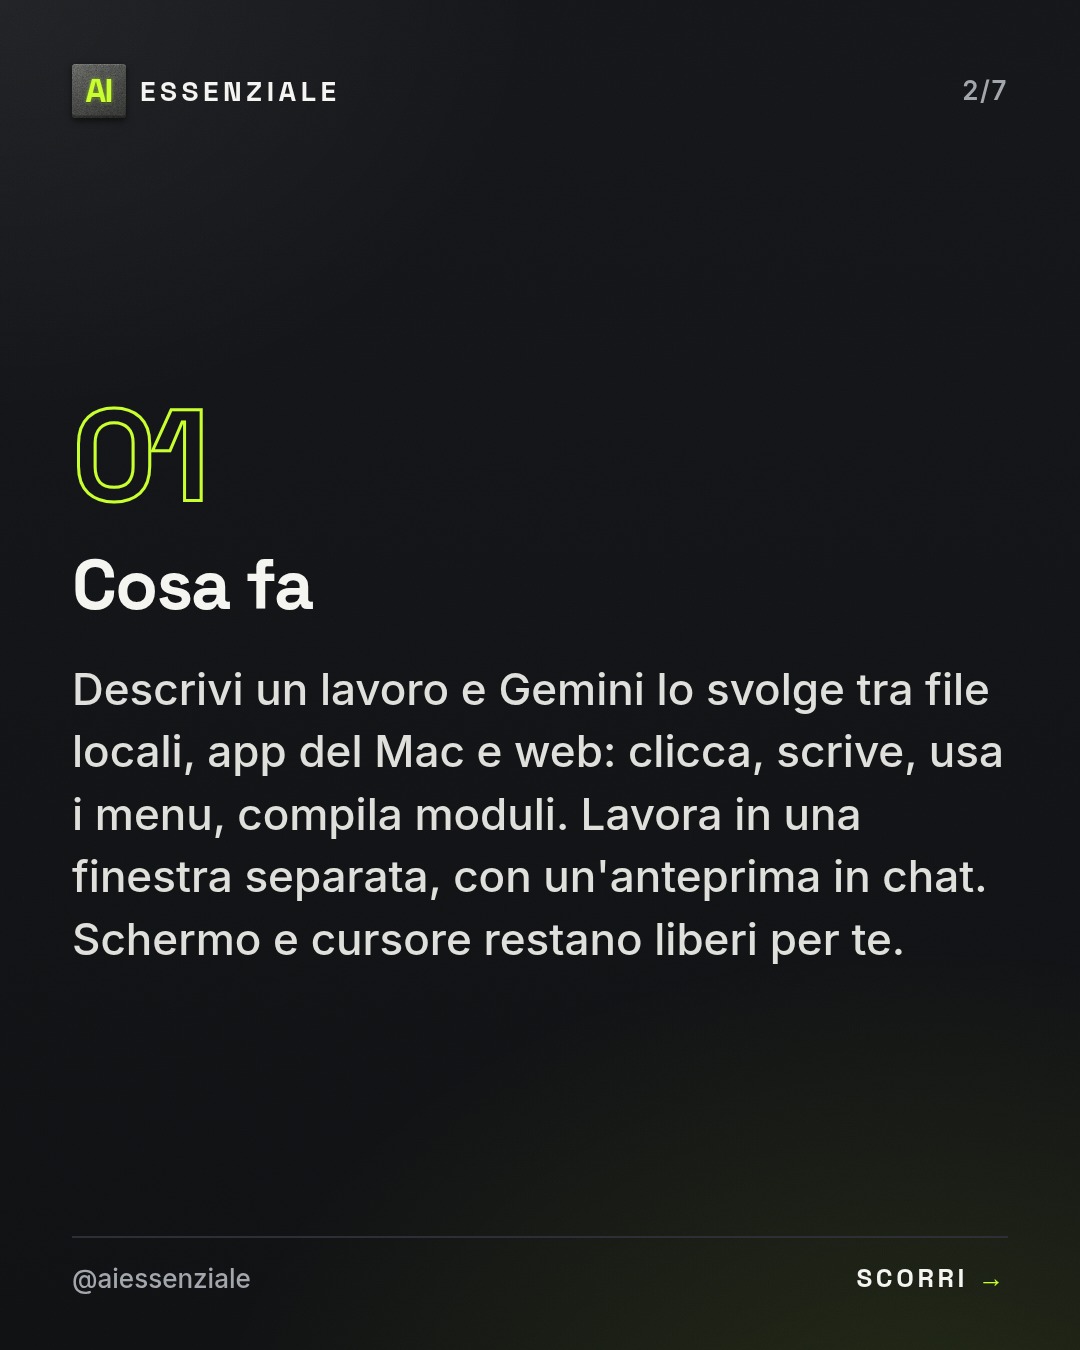 AI ESSENZIALE
2/7
01
Cosa fa
Descrivi un lavoro e Gemini lo svolge tra file
locali, app del Mac e web: clicca, scrive, usa
i menu, compila moduli. Lavora in una
finestra separata, con un'anteprima in chat.
Schermo e cursore restano liberi per te.
@aiessenziale
SCORRI →